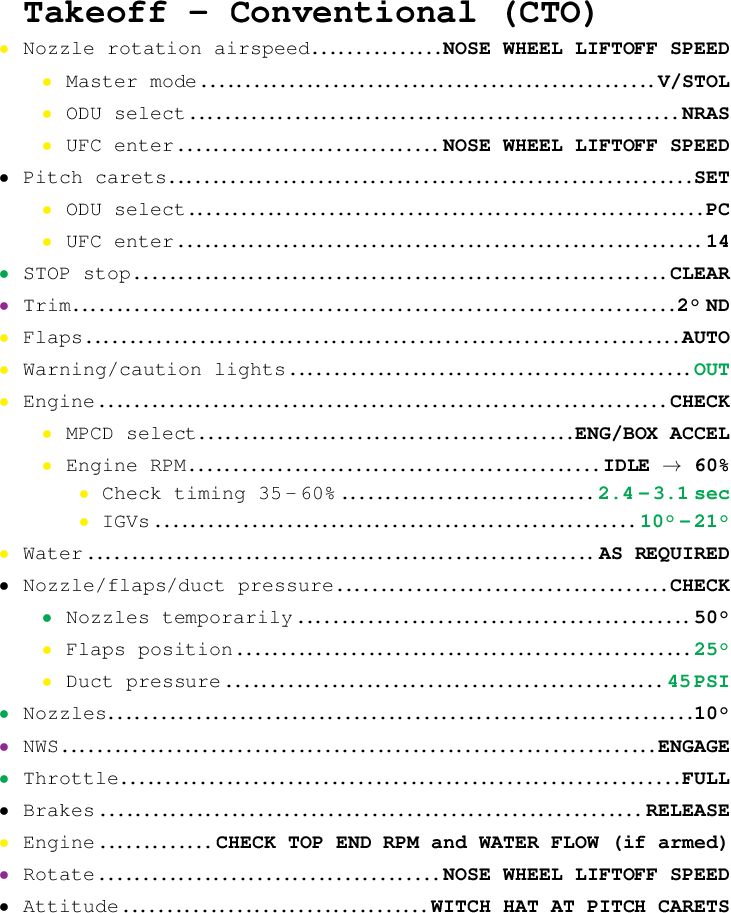 Takeoff – Conventional (CTO)
Nozzle rotation airspeed...............NOSE WHEEL LIFTOFF SPEED
Master mode....................................................V/STOL
ODU select........................................................NRAS
UFC enter..............................NOSE WHEEL LIFTOFF SPEED
Pitch carets............................................................SET
ODU select...........................................................PC
UFC enter............................................................14
STOP stop.............................................................CLEAR
Trim.....................................................................2° ND
Flaps....................................................................AUTO
Warning/caution lights..............................................OUT
Engine.................................................................CHECK
MPCD select...........................................ENG/BOX ACCEL
Engine RPM...............................................IDLE → 60%
Check timing 35–60%.............................2.4–3.1 sec
IGVs.......................................................10°–21°
Water..........................................................AS REQUIRED
Nozzle/flaps/duct pressure......................................CHECK
Nozzles temporarily.............................................50°
Flaps position....................................................25°
Duct pressure..................................................45 PSI
Nozzles...................................................................10°
NWS....................................................................ENGAGE
Throttle................................................................FULL
Brakes..............................................................RELEASE
Engine.............CHECK TOP END RPM and WATER FLOW (if armed)
Rotate.......................................NOSE WHEEL LIFTOFF SPEED
Attitude...................................WITCH HAT AT PITCH CARETS